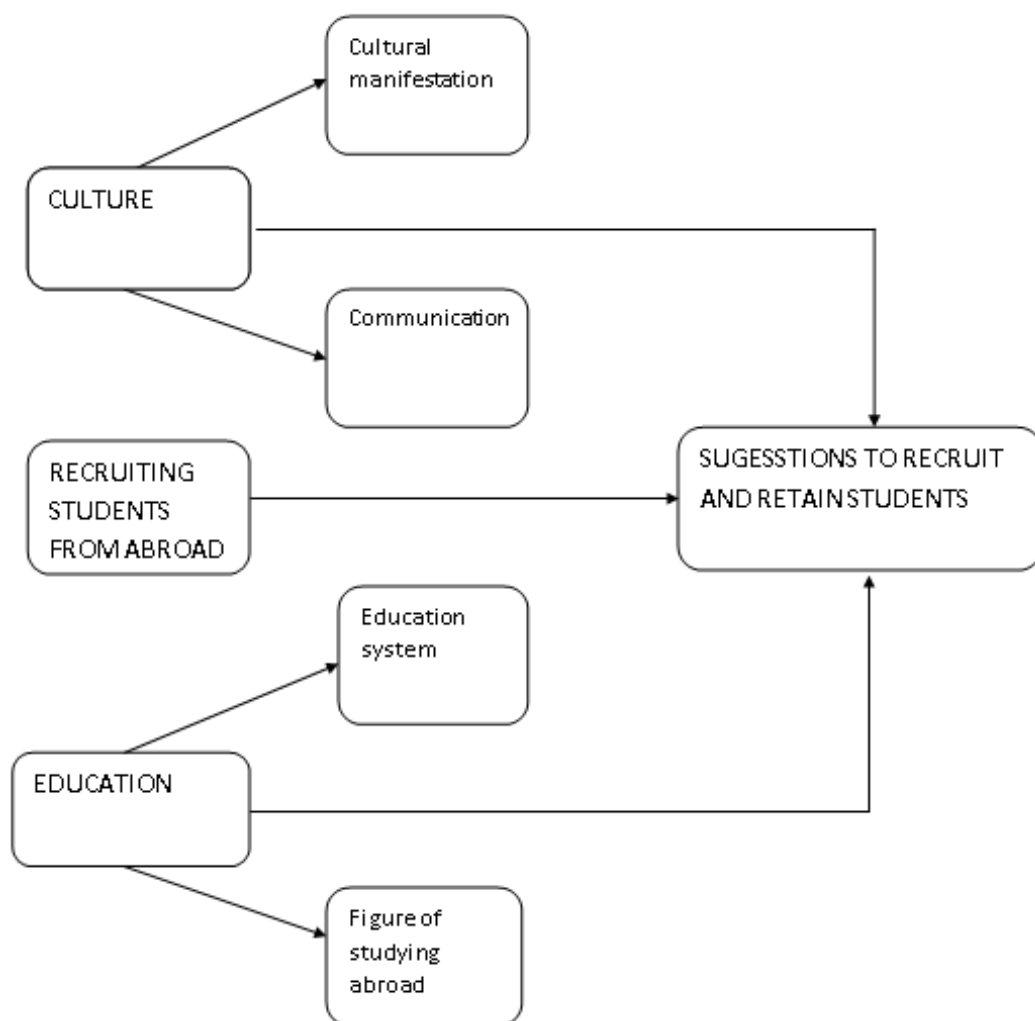 Cultural
manifestation
CULTURE
Communication
RECRUITING
STUDENTS
FROM ABROAD
SUGESSTIONS TO RECRUIT
AND RETAIN STUDENTS
Education
system
EDUCATION
Figure of
studying
abroad